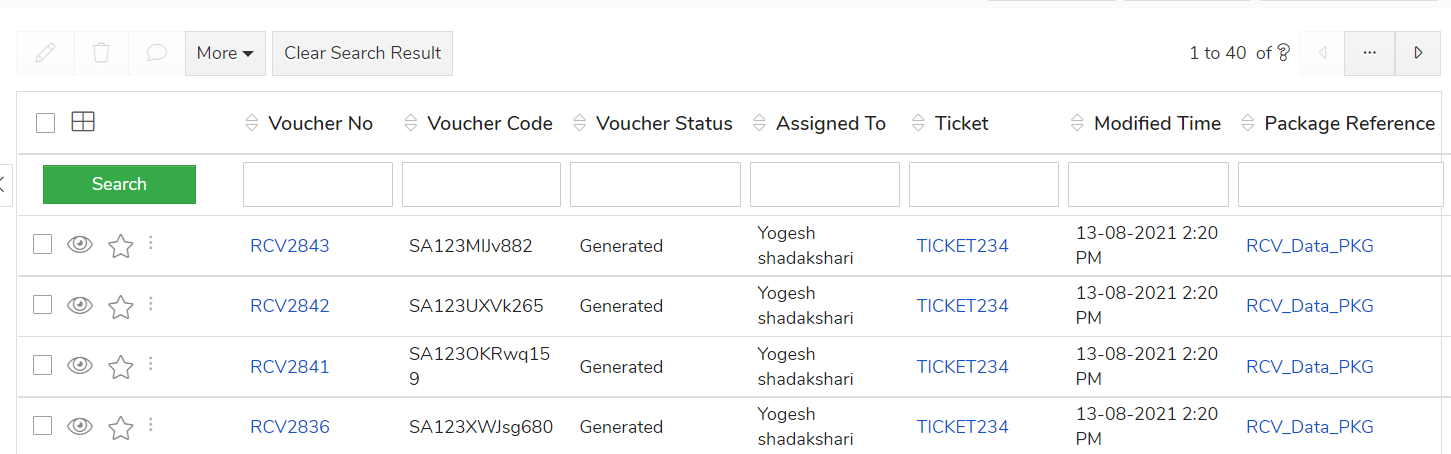 More Clear Search Result 1 to 40 of ? ...
Voucher No Voucher Code Voucher Status Assigned To Ticket Modified Time Package Reference
Search
RCV2843 SA123MIJv882 Generated Yogesh shadakshari TICKET234 13-08-2021 2:20 PM RCV_Data_PKG
RCV2842 SA123UXVk265 Generated Yogesh shadakshari TICKET234 13-08-2021 2:20 PM RCV_Data_PKG
RCV2841 SA123OKRwq159 Generated Yogesh shadakshari TICKET234 13-08-2021 2:20 PM RCV_Data_PKG
RCV2836 SA123XWJsg680 Generated Yogesh shadakshari TICKET234 13-08-2021 2:20 PM RCV_Data_PKG